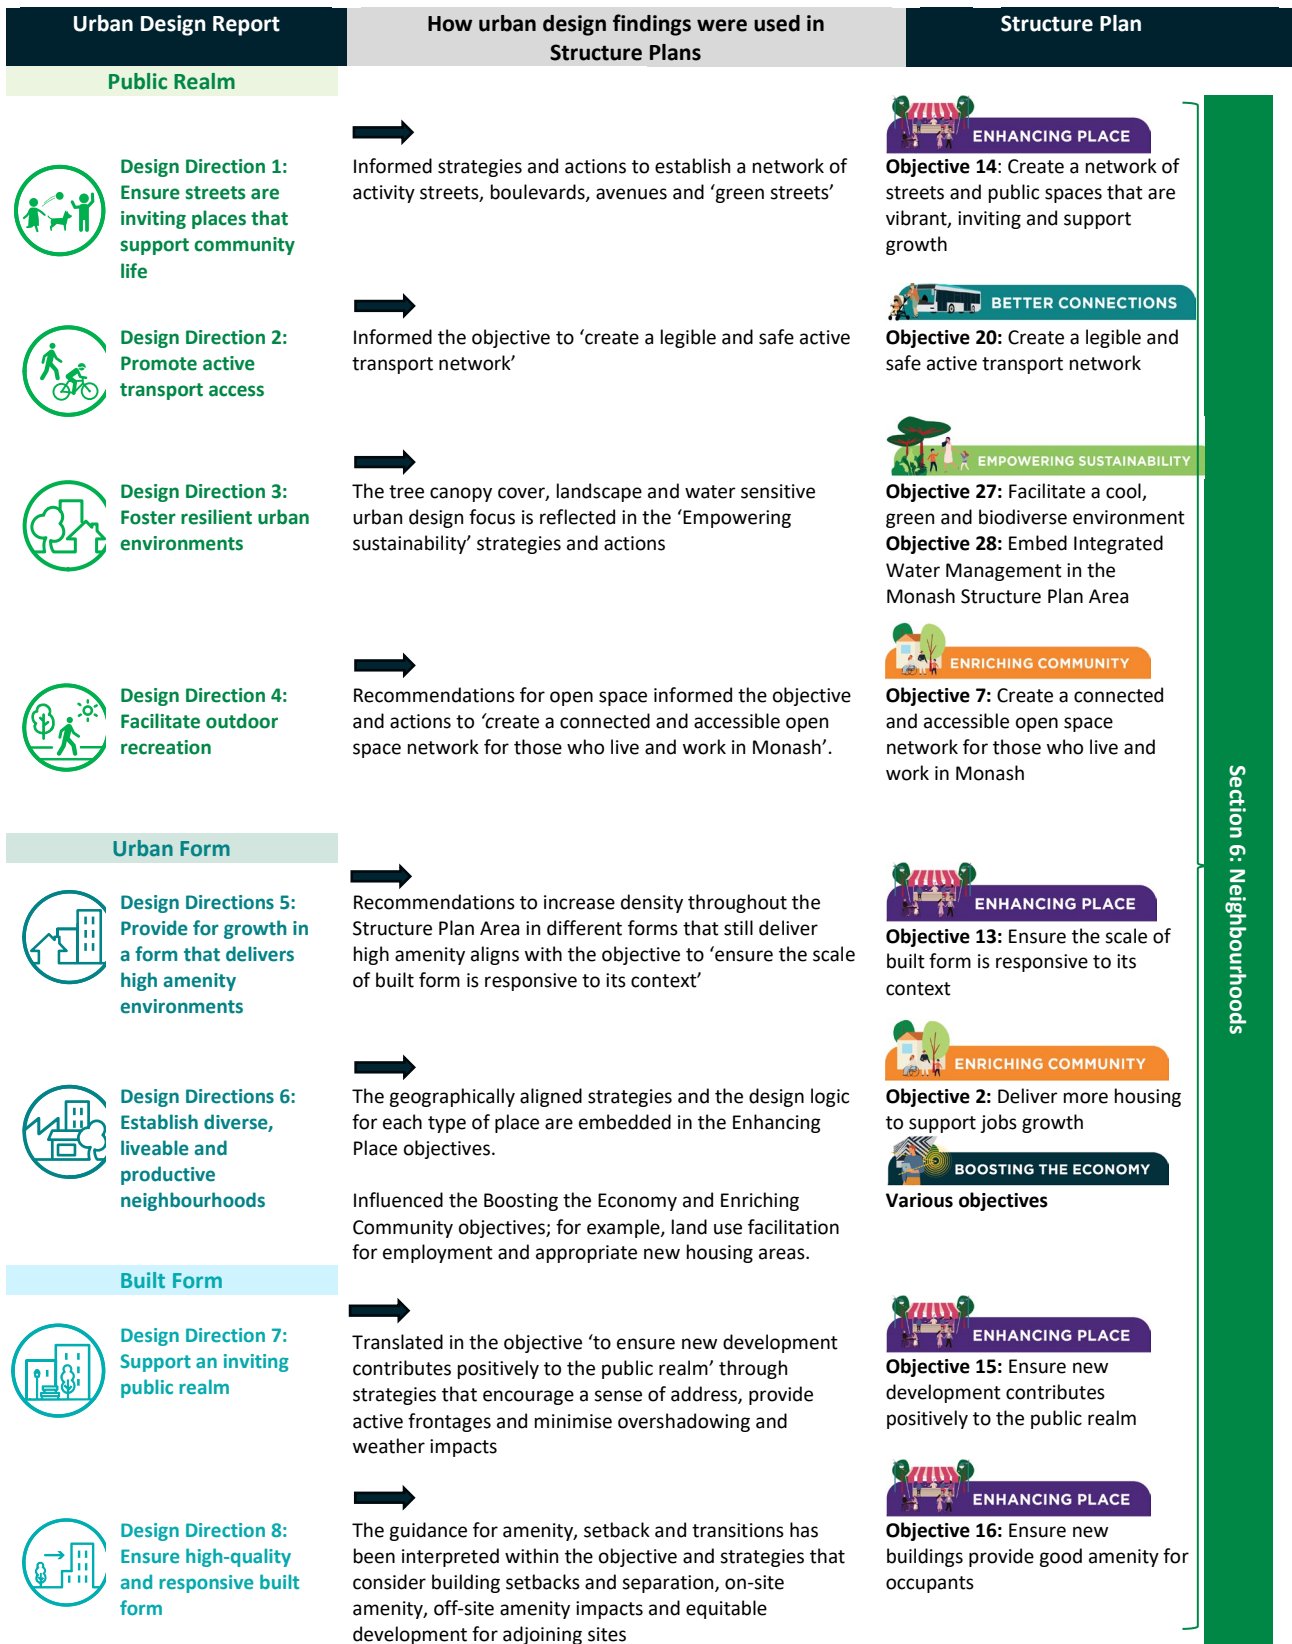 Urban Design Report
How urban design findings were used in
Structure Plans
Structure Plan
Public Realm
Design Direction 1:
Ensure streets are
inviting places that
support community
life
Informed strategies and actions to establish a network of
activity streets, boulevards, avenues and ‘green streets’
ENHANCING PLACE
Objective 14: Create a network of
streets and public spaces that are
vibrant, inviting and support
growth
Design Direction 2:
Promote active
transport access
Informed the objective to ‘create a legible and safe active
transport network’
BETTER CONNECTIONS
Objective 20: Create a legible and
safe active transport network
Design Direction 3:
Foster resilient urban
environments
The tree canopy cover, landscape and water sensitive
urban design focus is reflected in the ‘Empowering
sustainability’ strategies and actions
EMPOWERING SUSTAINABILITY
Objective 27: Facilitate a cool,
green and biodiverse environment
Objective 28: Embed Integrated
Water Management in the
Monash Structure Plan Area
Design Direction 4:
Facilitate outdoor
recreation
Recommendations for open space informed the objective
and actions to ‘create a connected and accessible open
space network for those who live and work in Monash’.
ENRICHING COMMUNITY
Objective 7: Create a connected
and accessible open space
network for those who live and
work in Monash
Urban Form
Design Directions 5:
Provide for growth in
a form that delivers
high amenity
environments
Recommendations to increase density throughout the
Structure Plan Area in different forms that still deliver
high amenity aligns with the objective to ‘ensure the scale
of built form is responsive to its context’
ENHANCING PLACE
Objective 13: Ensure the scale of
built form is responsive to its
context
Design Directions 6:
Establish diverse,
liveable and
productive
neighbourhoods
The geographically aligned strategies and the design logic
for each type of place are embedded in the Enhancing
Place objectives.
Influenced the Boosting the Economy and Enriching
Community objectives; for example, land use facilitation
for employment and appropriate new housing areas.
ENRICHING COMMUNITY
Objective 2: Deliver more housing
to support jobs growth
BOOSTING THE ECONOMY
Various objectives
Built Form
Design Direction 7:
Support an inviting
public realm
Translated in the objective ‘to ensure new development
contributes positively to the public realm’ through
strategies that encourage a sense of address, provide
active frontages and minimise overshadowing and
weather impacts
ENHANCING PLACE
Objective 15: Ensure new
development contributes
positively to the public realm
Design Direction 8:
Ensure high-quality
and responsive built
form
The guidance for amenity, setback and transitions has
been interpreted within the objective and strategies that
consider building setbacks and separation, on-site
amenity, off-site amenity impacts and equitable
development for adjoining sites
ENHANCING PLACE
Objective 16: Ensure new
buildings provide good amenity for
occupants
Section 6: Neighbourhoods